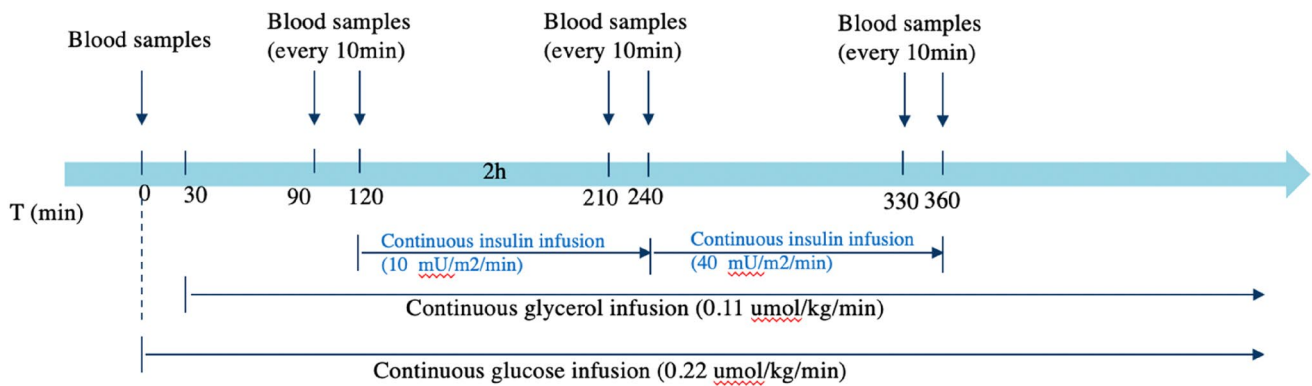 Blood samples
Blood samples
(every 10min)
Blood samples
(every 10min)
Blood samples
(every 10min)
2h
T (min)
0 30 90 120 210 240 330 360
Continuous insulin infusion
(10 mU/m2/min)
Continuous insulin infusion
(40 mU/m2/min)
Continuous glycerol infusion (0.11 umol/kg/min)
Continuous glucose infusion (0.22 umol/kg/min)